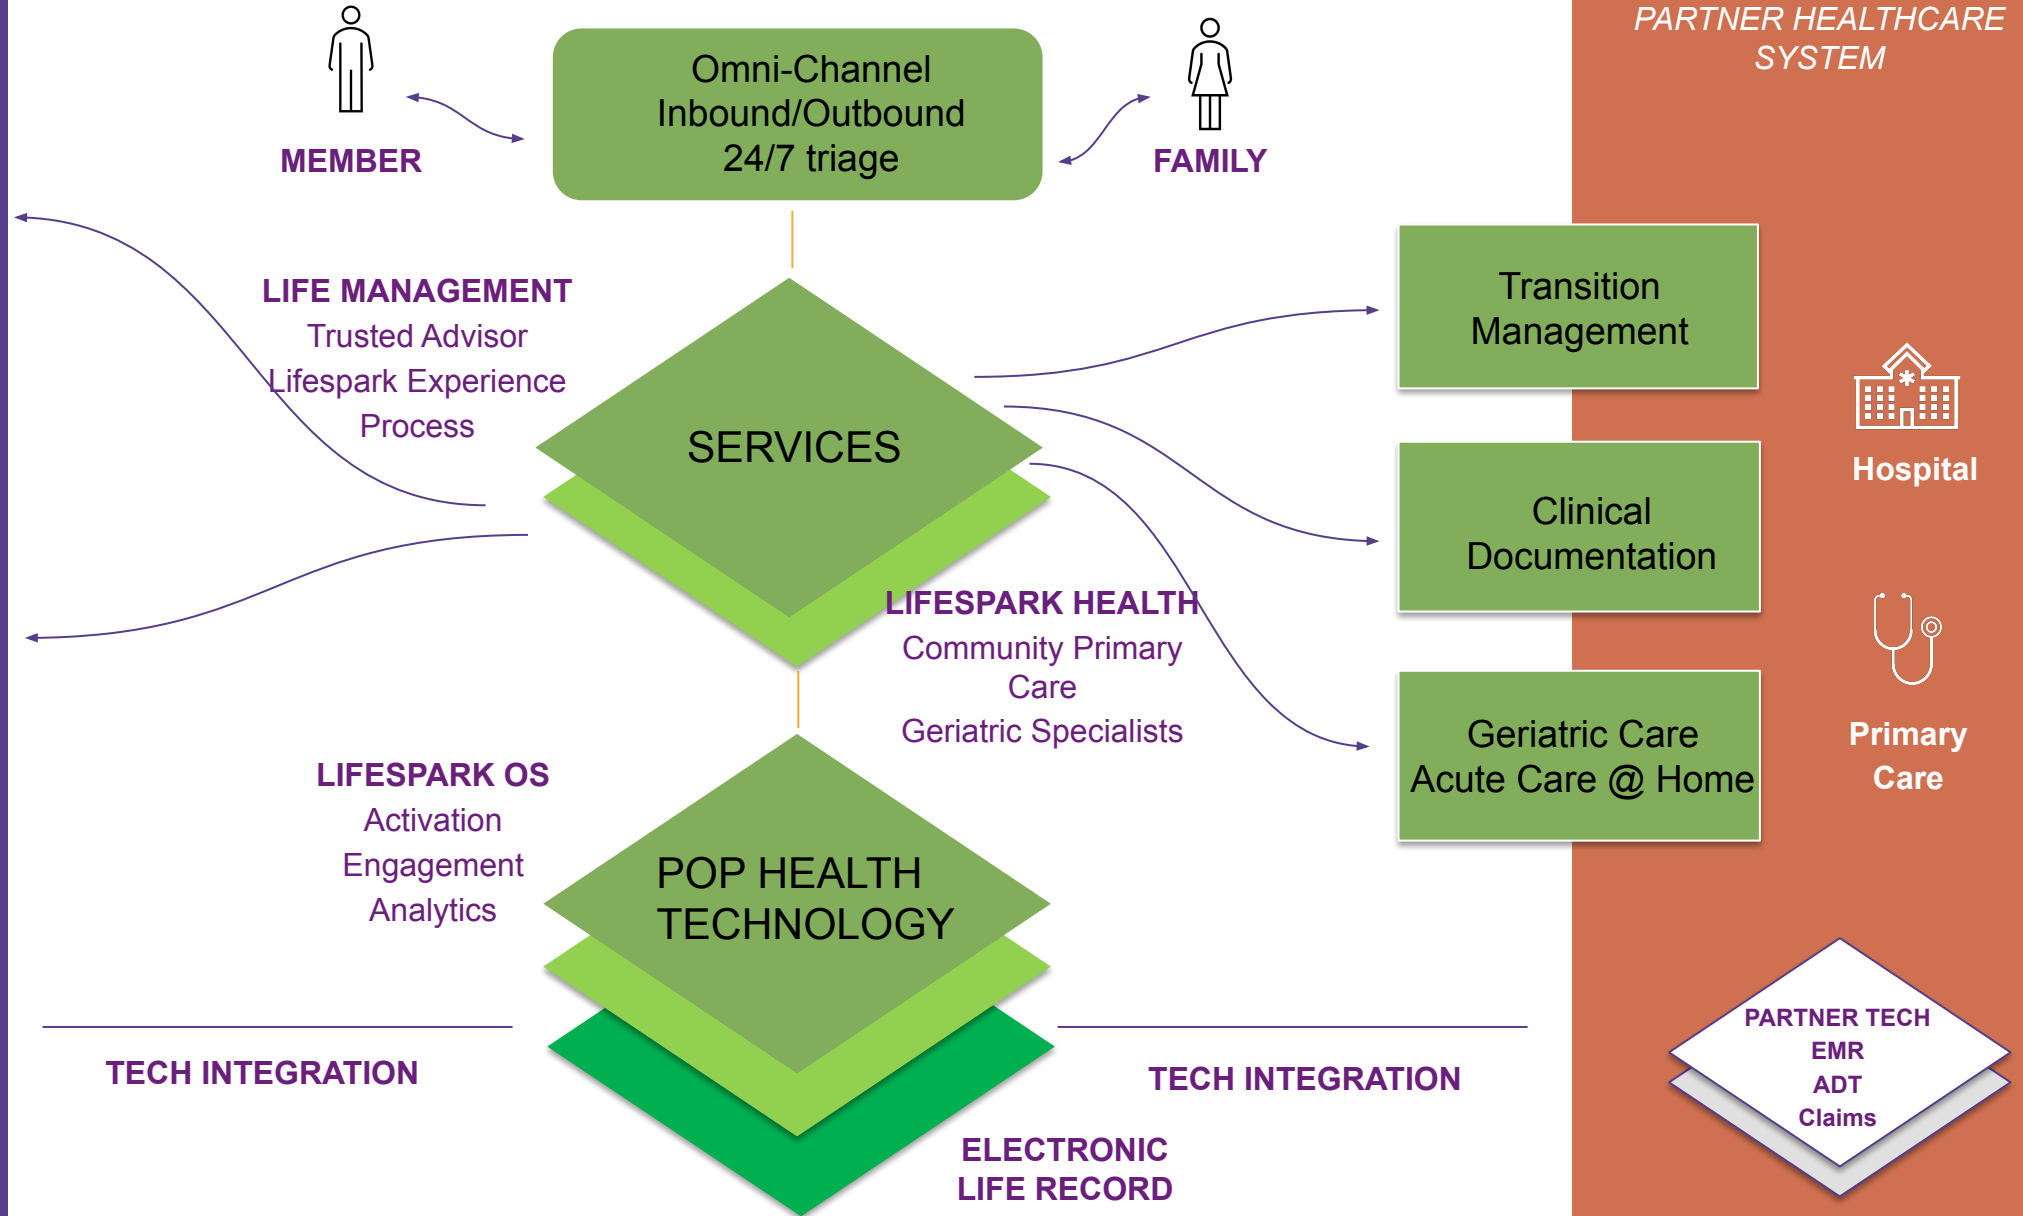 PARTNER HEALTHCARE
SYSTEM
Omni-Channel
Inbound/Outbound
24/7 triage
MEMBER
FAMILY
LIFE MANAGEMENT
Trusted Advisor
Lifespark Experience
Process
SERVICES
Transition
Management
Hospital
Clinical
Documentation
LIFESPARK HEALTH
Community Primary
Care
Geriatric Specialists
Geriatric Care
Acute Care @ Home
Primary
Care
LIFESPARK OS
Activation
Engagement
Analytics
POP HEALTH
TECHNOLOGY
TECH INTEGRATION
TECH INTEGRATION
PARTNER TECH
EMR
ADT
Claims
ELECTRONIC
LIFE RECORD